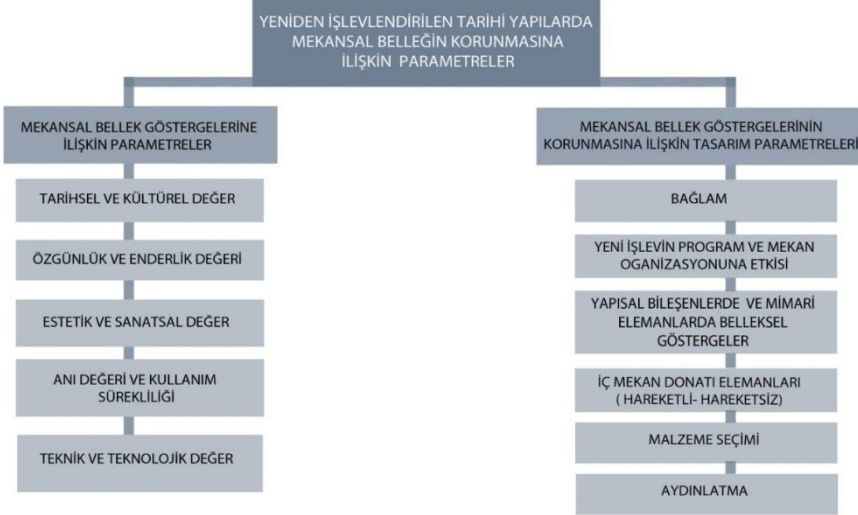 YENİDEN İŞLEVLENDİRİLEN TARİHİ YAPILARDA
MEKANSAL BELLEĞİN KORUNMASINA
İLİŞKİN PARAMETRELER
MEKANSAL BELLEK GÖSTERGELERİNE
İLİŞKİN PARAMETRELER
TARİHSEL VE KÜLTÜREL DEĞER
ÖZGÜNLÜK VE ENDERLİK DEĞERİ
ESTETİK VE SANATSAL DEĞER
ANI DEĞERİ VE KULLANIM
SÜREKLİLİĞİ
TEKNİK VE TEKNOLOJİK DEĞER
MEKANSAL BELLEK GÖSTERGELERİNİN
KORUNMASINA İLİŞKİN TASARIM PARAMETRELERİ
BAĞLAM
YENİ İŞLEVİN PROGRAM VE MEKAN
OGANİZASYONUNA ETKİSİ
YAPISAL BİLEŞENLERDE VE MİMARİ
ELEMANLARDA BELLEKSEL
GÖSTERGELER
İÇ MEKAN DONATI ELEMANLARI
( HAREKETLİ- HAREKETSİZ)
MALZEME SEÇİMİ
AYDINLATMA